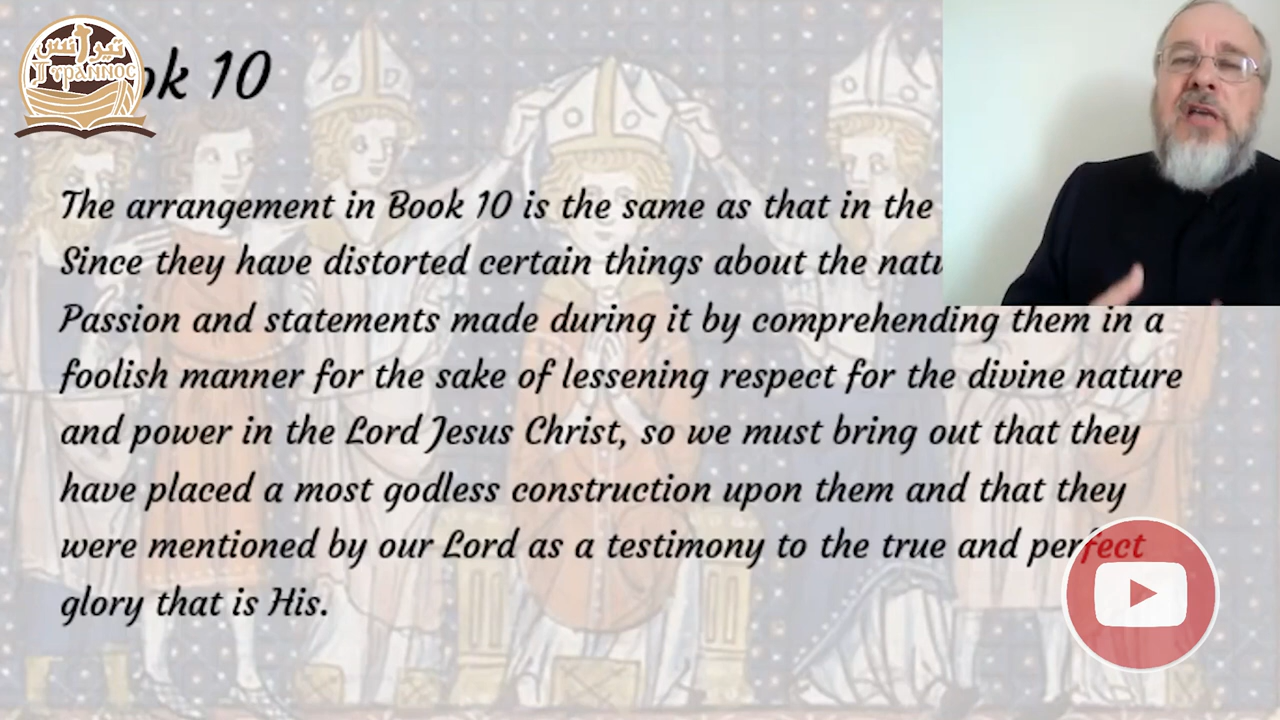 تيرانس
Τγραννος
ok 10
The arrangement in Book 10 is the same as that in the
Since they have distorted certain things about the
Passion and statements made during it by comprehending them in a
foolish manner for the sake of lessening respect for the divine nature
and power in the Lord Jesus Christ, so we must bring out that they
have placed a most godless construction upon them and that they
were mentioned by our Lord as a testimony to the true and perfect
glory that is His.